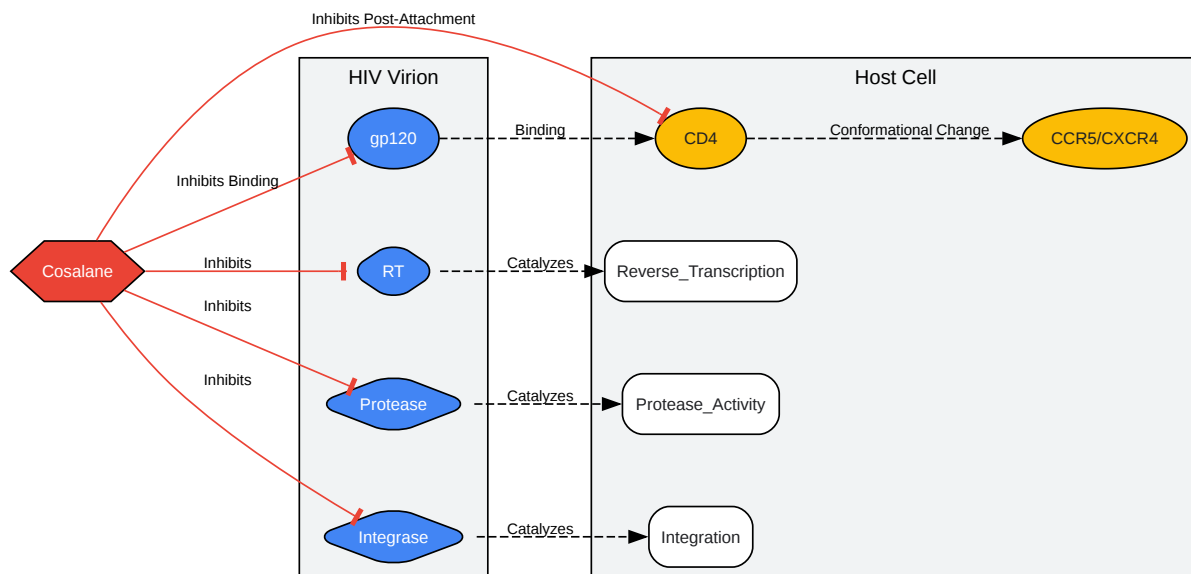 Inhibits Post-Attachment
HIV Virion
Host Cell
gp120
Binding
CD4
Conformational Change
CCR5/CXCR4
Inhibits Binding
Cosalane
Inhibits
RT
Catalyzes
Reverse_Transcription
Inhibits
Protease
Catalyzes
Protease_Activity
Inhibits
Integrase
Catalyzes
Integration